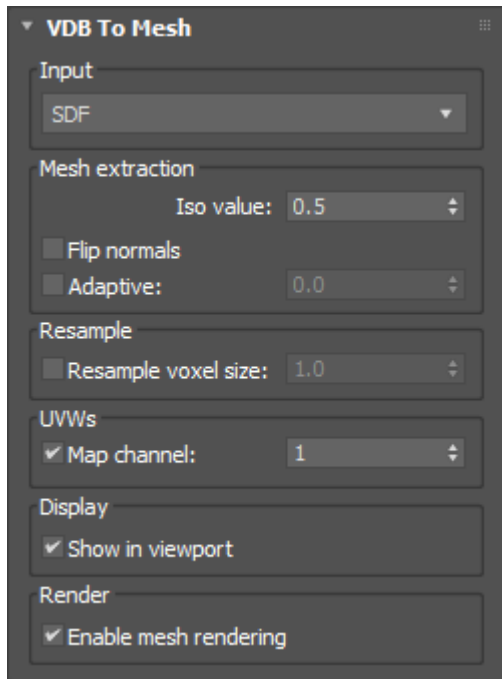 VDB To Mesh
Input
SDF
Mesh extraction
Iso value: 0.5
Flip normals
Adaptive: 0.0
Resample
Resample voxel size: 1.0
UVWs
Map channel: 1
Display
Show in viewport
Render
Enable mesh rendering